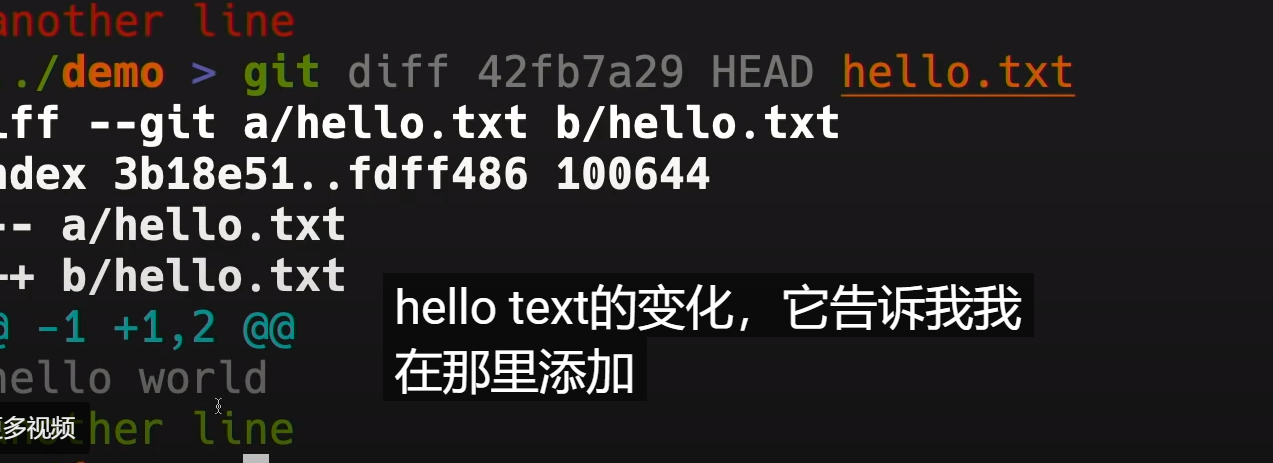 another line
../demo > git diff 42fb7a29 HEAD hello.txt
iff --git a/hello.txt b/hello.txt
ndex 3b18e51..fdff486 100644
-- a/hello.txt
++ b/hello.txt
@ -1 +1,2 @@
hello world
another line
hello text的变化，它告诉我我
在那里添加
更多视频